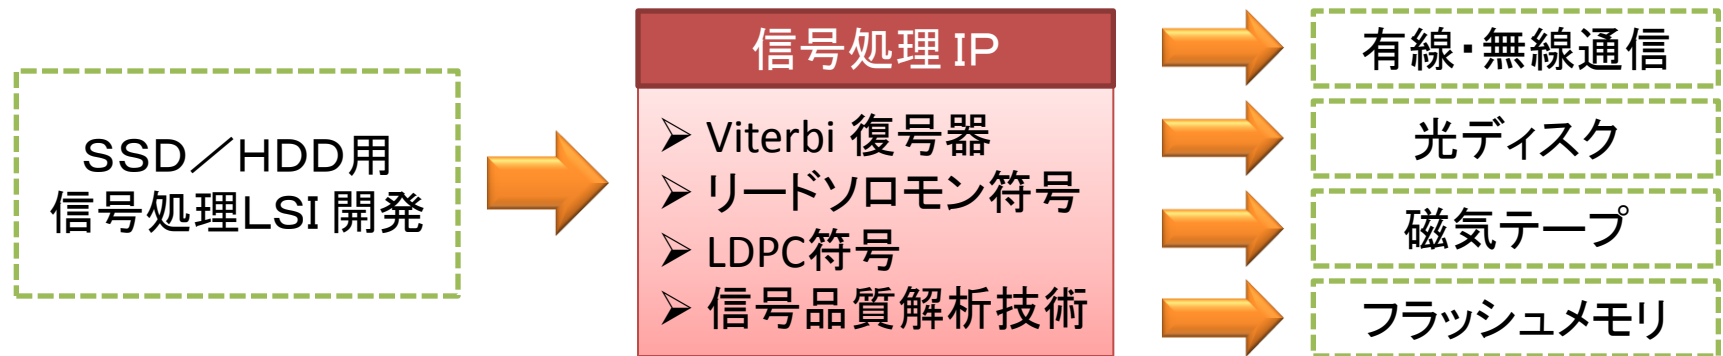 SSD／HDD用
信号処理LSI 開発
信号処理 IP
➢ Viterbi 復号器
➢ リードソロモン符号
➢ LDPC符号
➢ 信号品質解析技術
有線・無線通信
光ディスク
磁気テープ
フラッシュメモリ